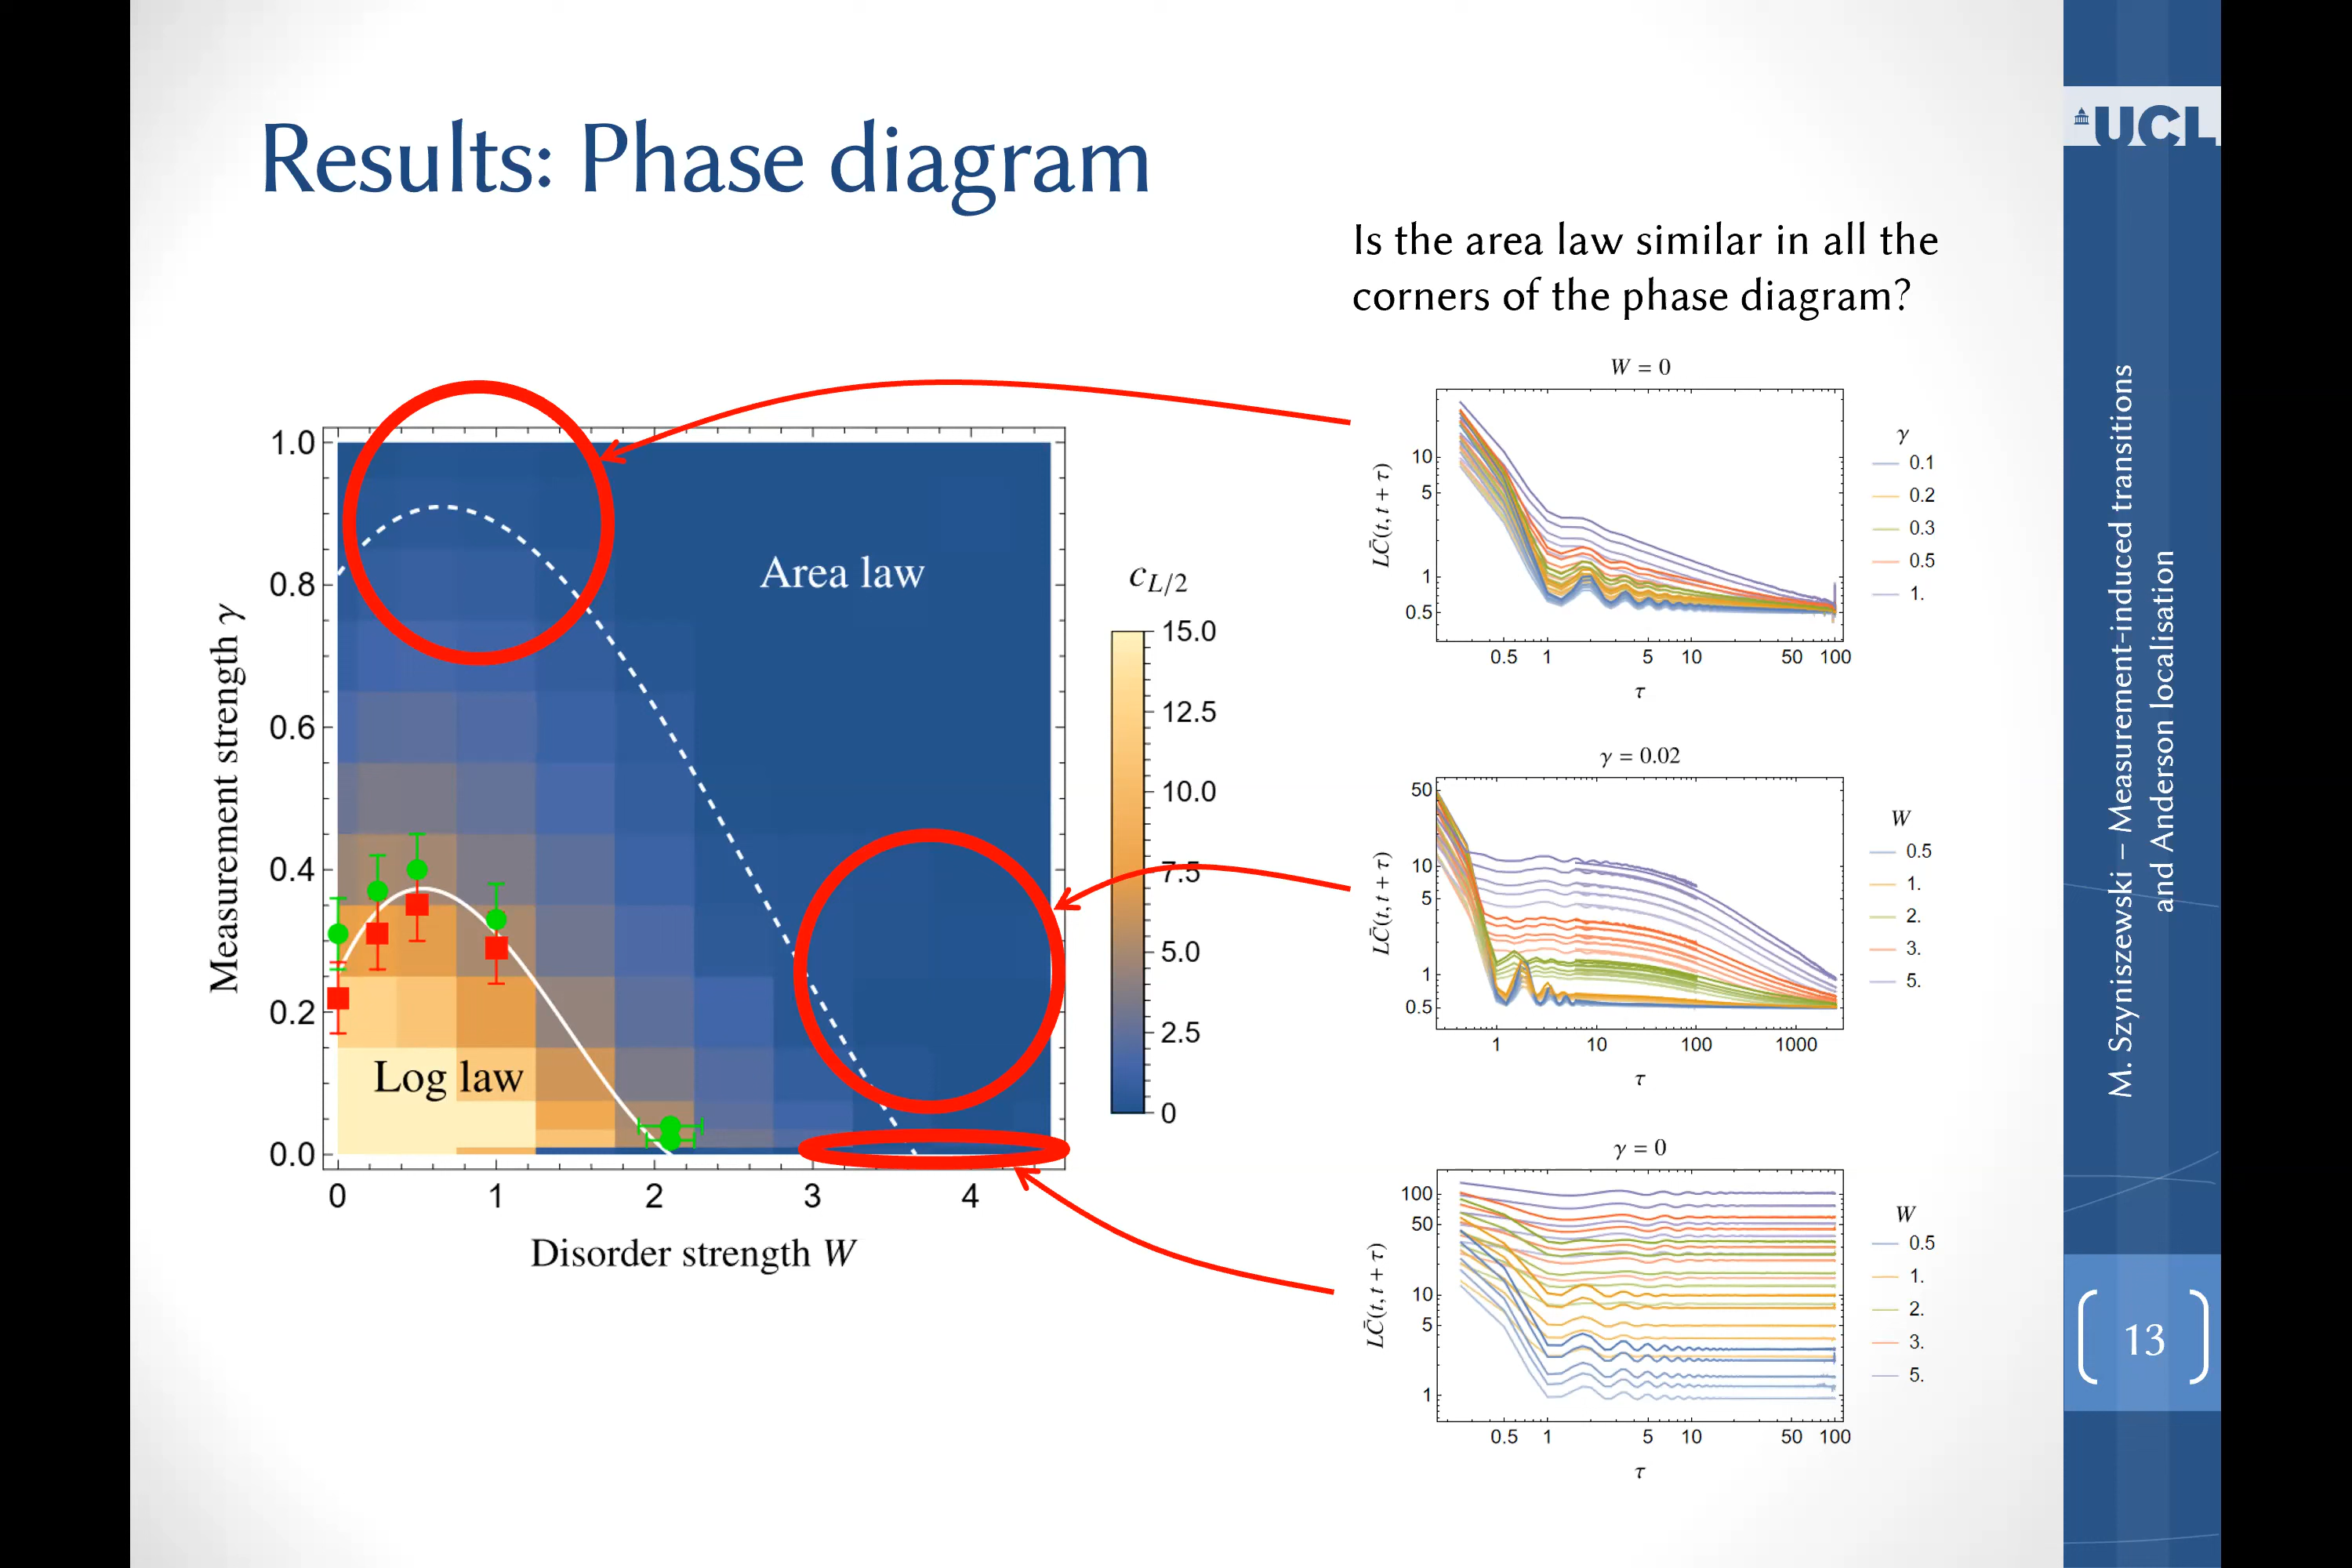 Results: Phase diagram
UCL
Is the area law similar in all the
corners of the phase diagram?
Measurement strength γ
1.0
0.8
0.6
0.4
0.2
0.0
0
1
2
3
4
Disorder strength W
Area law
Log law
c_{L/2}
15.0
12.5
10.0
7.5
5.0
2.5
0
W = 0
LC̄(t, t + τ)
10
5
1
0.5
0.5
1
5
10
50
100
τ
γ
0.1
0.2
0.3
0.5
1.
γ = 0.02
LC̄(t, t + τ)
50
10
5
1
0.5
1
10
100
1000
τ
W
0.5
1.
2.
3.
5.
γ = 0
LC̄(t, t + τ)
100
50
10
5
1
0.5
1
5
10
50
100
τ
W
0.5
1.
2.
3.
5.
M. Szyniszewski – Measurement-induced transitions
and Anderson localisation
13